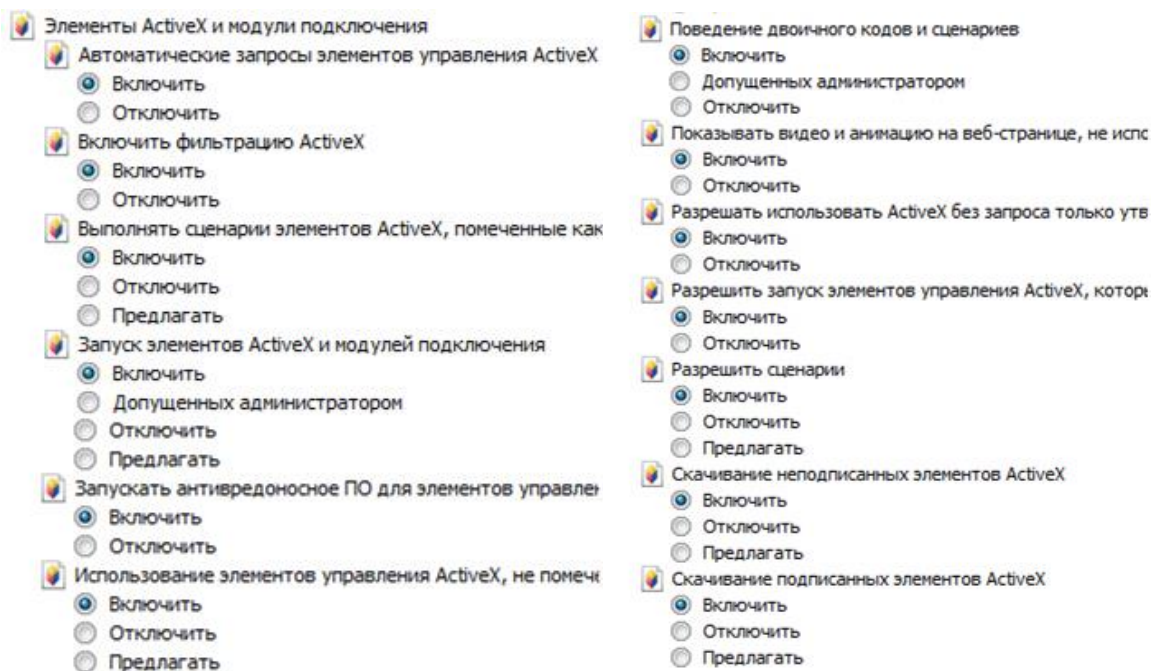 Элементы ActiveX и модули подключения
Автоматические запросы элементов управления ActiveX
Включить
Отключить
Включить фильтрацию ActiveX
Включить
Отключить
Выполнять сценарии элементов ActiveX, помеченные как
Включить
Отключить
Предлагать
Запуск элементов ActiveX и модулей подключения
Включить
Допущенных администратором
Отключить
Предлагать
Запускать антивредоносное ПО для элементов
Включить
Отключить
Использование элементов управления ActiveX, не
Включить
Отключить
Предлагать
Поведение двоичного кодов и сценариев
Включить
Допущенных администратором
Отключить
Показывать видео и анимацию на веб-странице, не
Включить
Отключить
Разрешать использовать ActiveX без запроса только
Включить
Отключить
Разрешить запуск элементов управления ActiveX,
Включить
Отключить
Разрешить сценарии
Включить
Отключить
Предлагать
Скачивание неподписанных элементов ActiveX
Включить
Отключить
Предлагать
Скачивание подписанных элементов ActiveX
Включить
Отключить
Предлагать